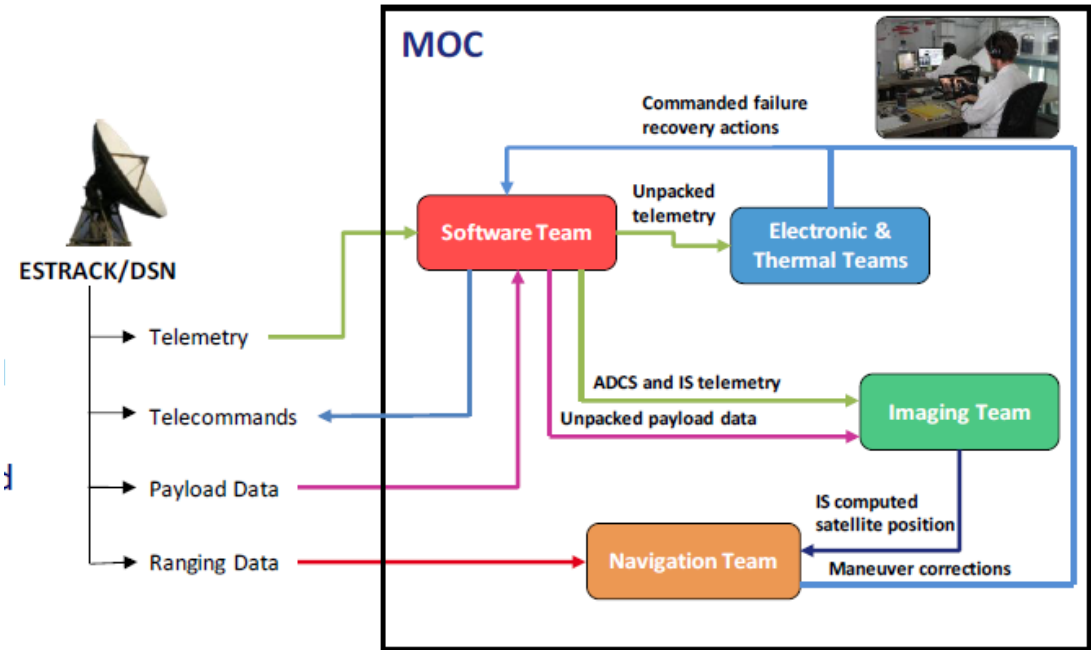 MOC
Commanded failure
recovery actions
Unpacked
telemetry
Software Team
Electronic &
Thermal Teams
ESTRACK/DSN
Telemetry
ADCS and IS telemetry
Telecommands
Unpacked payload data
Imaging Team
d
Payload Data
IS computed
satellite position
Ranging Data
Navigation Team
Maneuver corrections